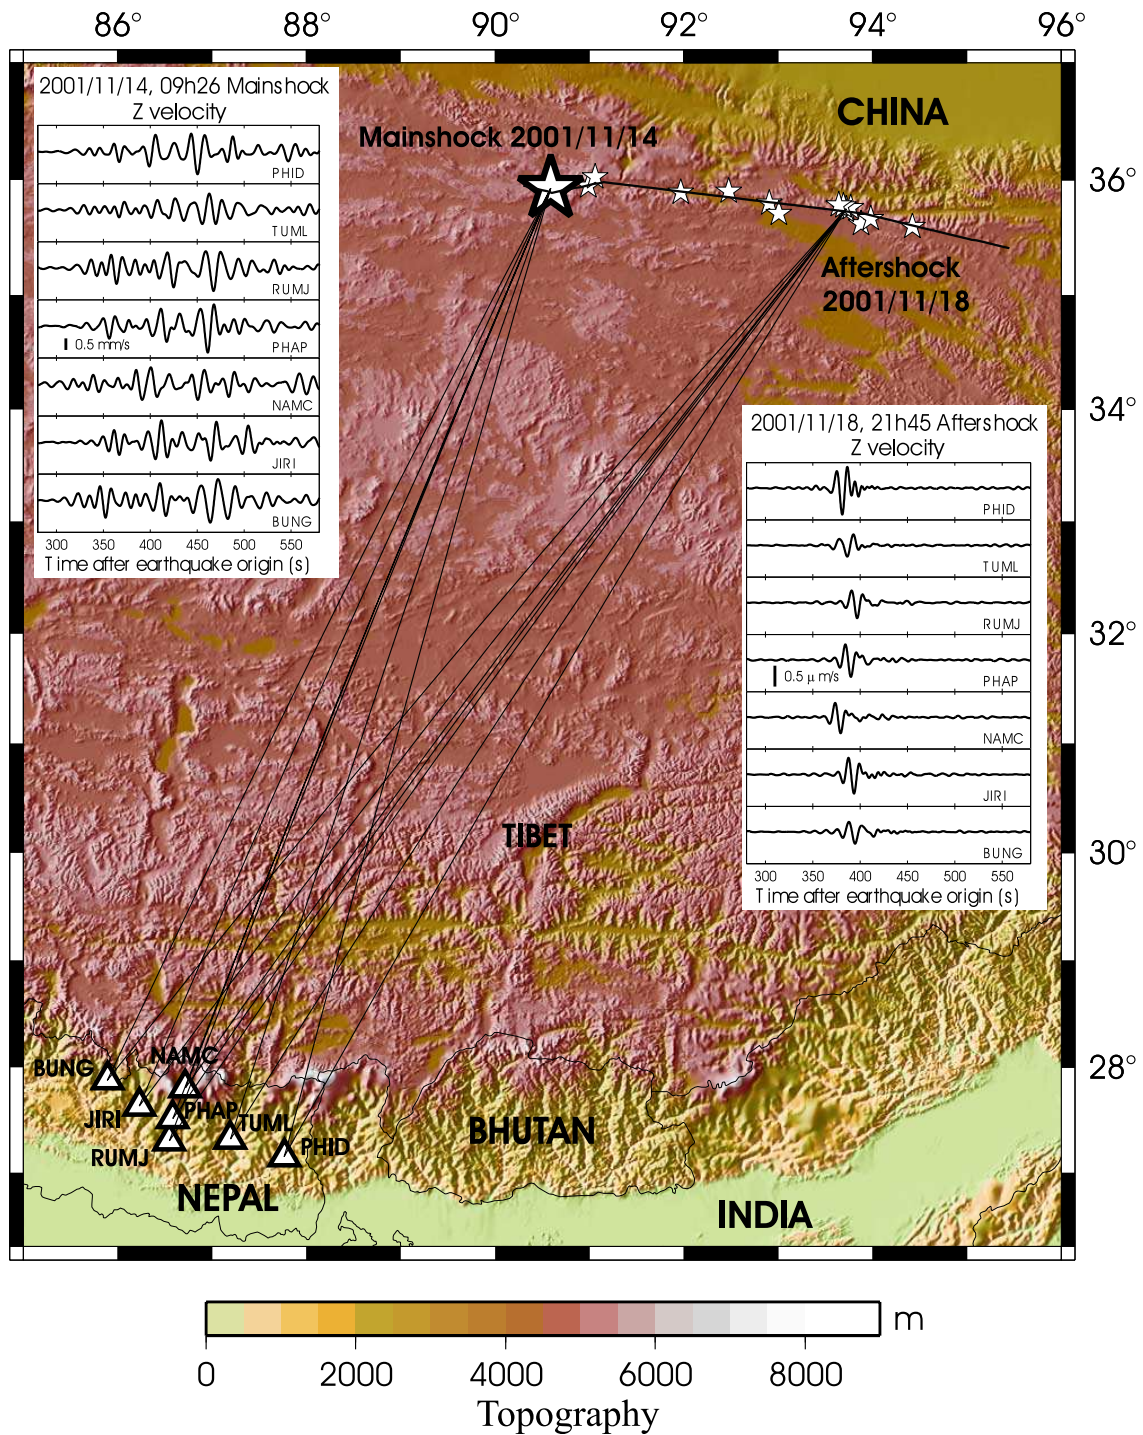 86° 88° 90° 92° 94° 96°
2001/11/14, 09h26 Mainshock
Z velocity
PHID
TUML
RUMJ
PHAP
0.5 mm/s
NAMC
JIRI
BUNG
300 350 400 450 500 550
Time after earthquake origin (s)
Mainshock 2001/11/14
CHINA
36°
Aftershock
2001/11/18
34°
2001/11/18, 21h45 Aftershock
Z velocity
PHID
TUML
RUMJ
PHAP
0.5 μ m/s
NAMC
JIRI
BUNG
300 350 400 450 500 550
Time after earthquake origin (s)
32°
TIBET
30°
28°
NAMC
BUNG
JIRI
PHAP
TUML
RUMJ
PHID
BHUTAN
NEPAL
INDIA
m
0 2000 4000 6000 8000
Topography